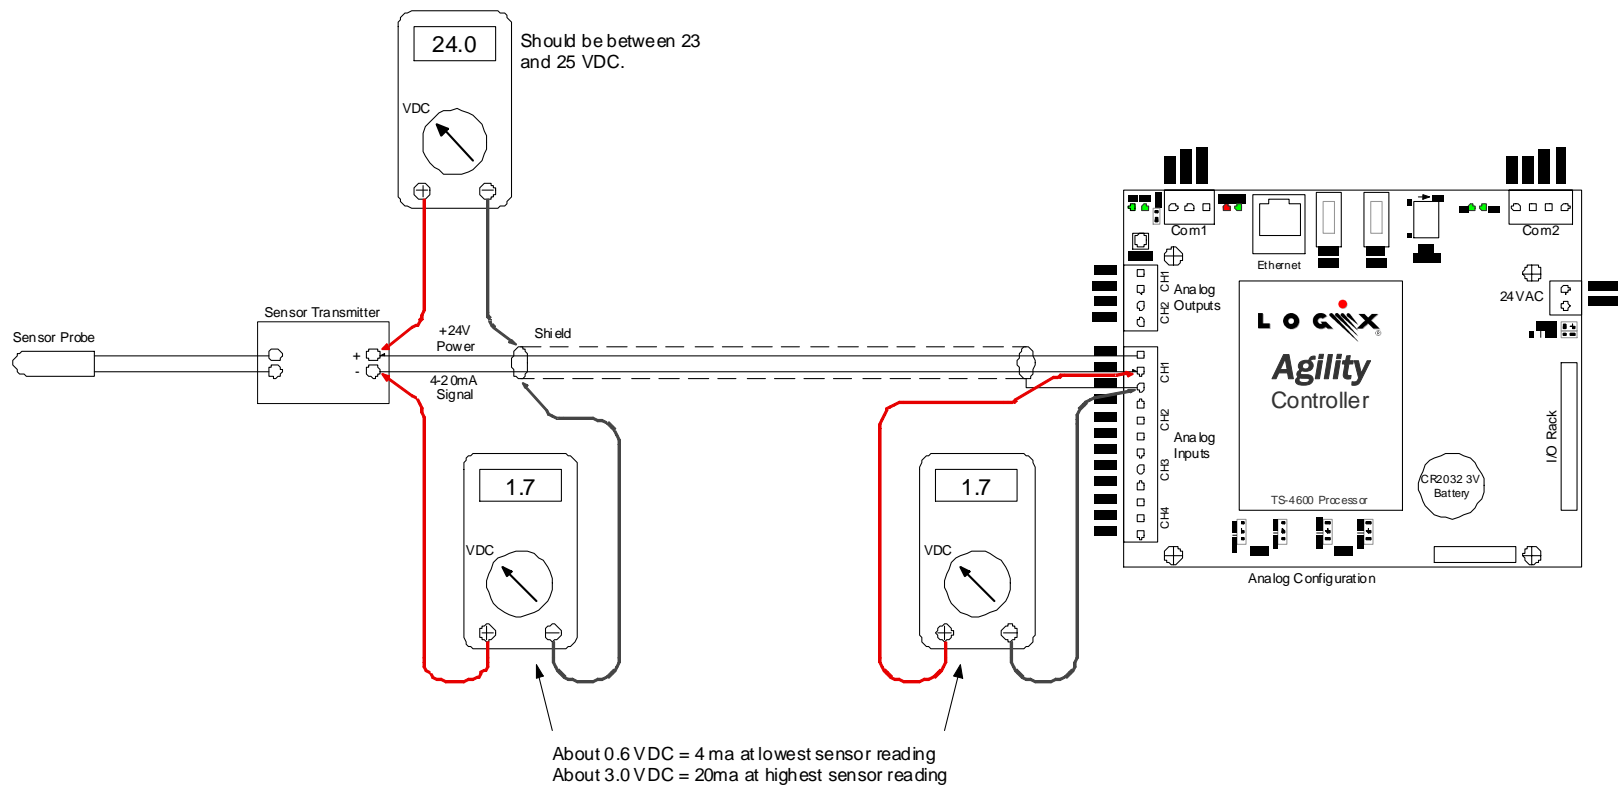 24.0
Should be between 23
and 25 VDC.
VDC
Sensor Transmitter
Sensor Probe
+
-
+24V
Power
Shield
4-20mA
Signal
1.7
VDC
1.7
VDC
About 0.6 VDC = 4 ma at lowest sensor reading
About 3.0 VDC = 20ma at highest sensor reading
Com1
Ethernet
Com2
CH1
CH2
Analog
Outputs
24VAC
LOGIX
®
Agility
Controller
CH1
CH2
CH3
CH4
Analog
Inputs
TS-4600 Processor
CR2032 3V
Battery
I/O Rack
Analog Configuration